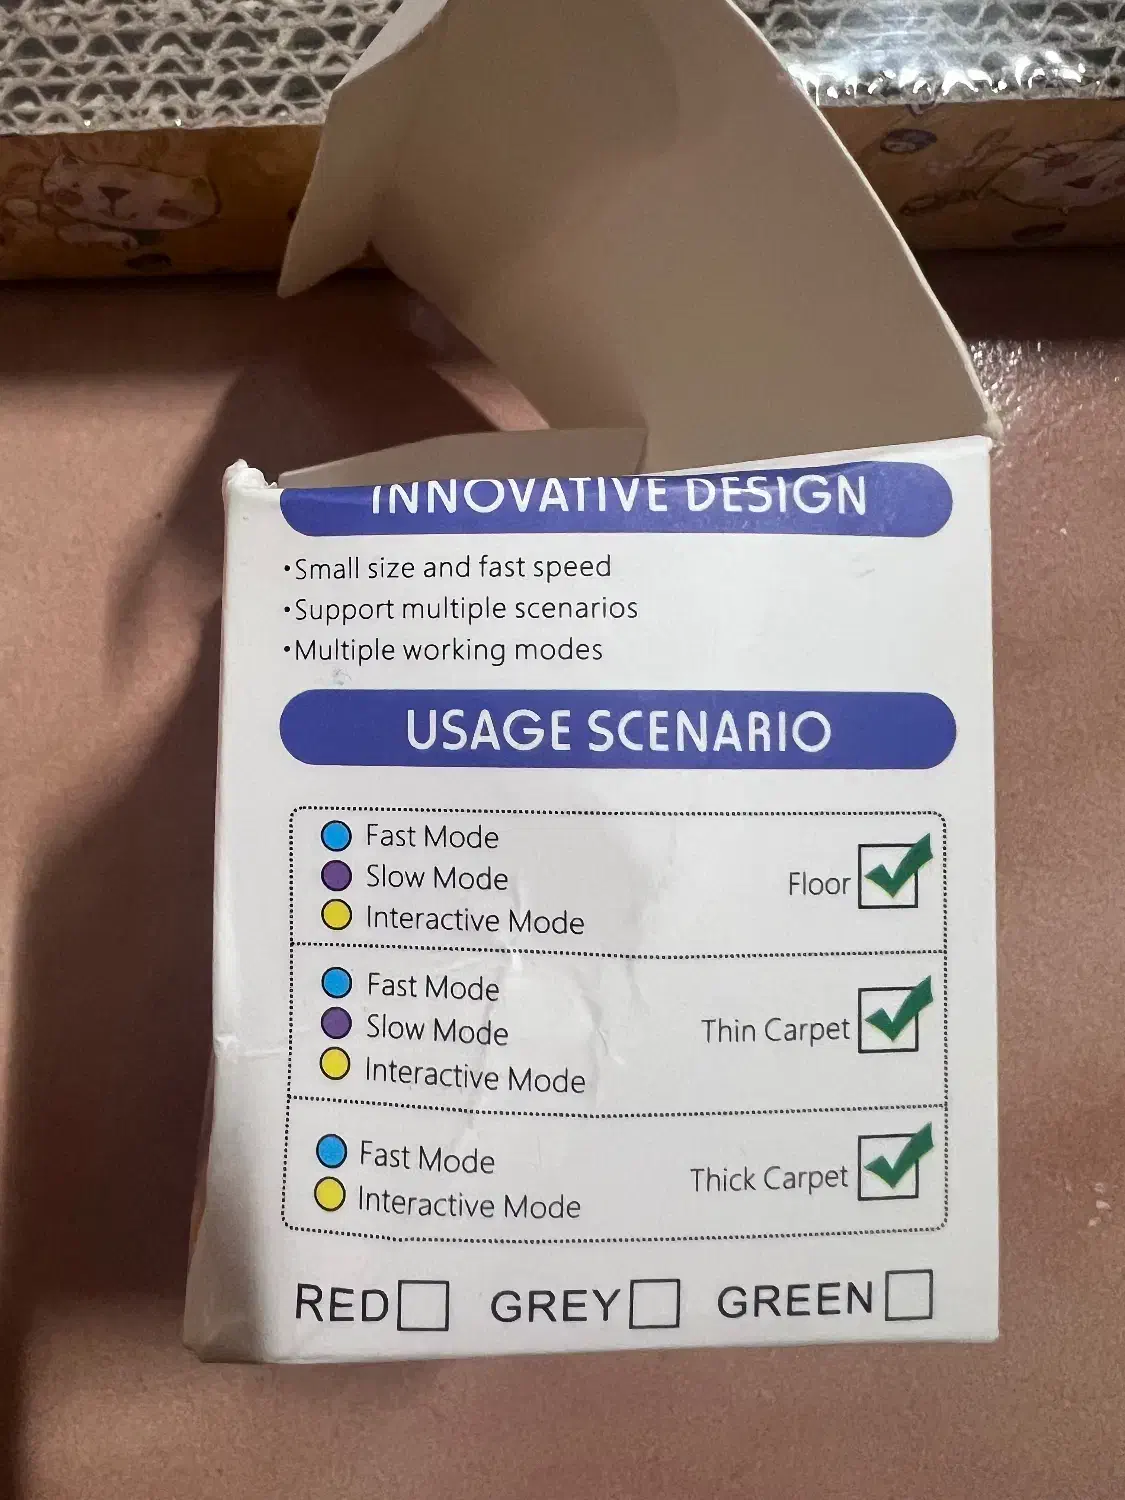 INNOVATIVE DESIGN
•Small size and fast speed
•Support multiple scenarios
•Multiple working modes
USAGE SCENARIO
Fast Mode
Slow Mode
Interactive Mode
Floor
Fast Mode
Slow Mode
Interactive Mode
Thin Carpet
Fast Mode
Interactive Mode
Thick Carpet
RED GREY GREEN